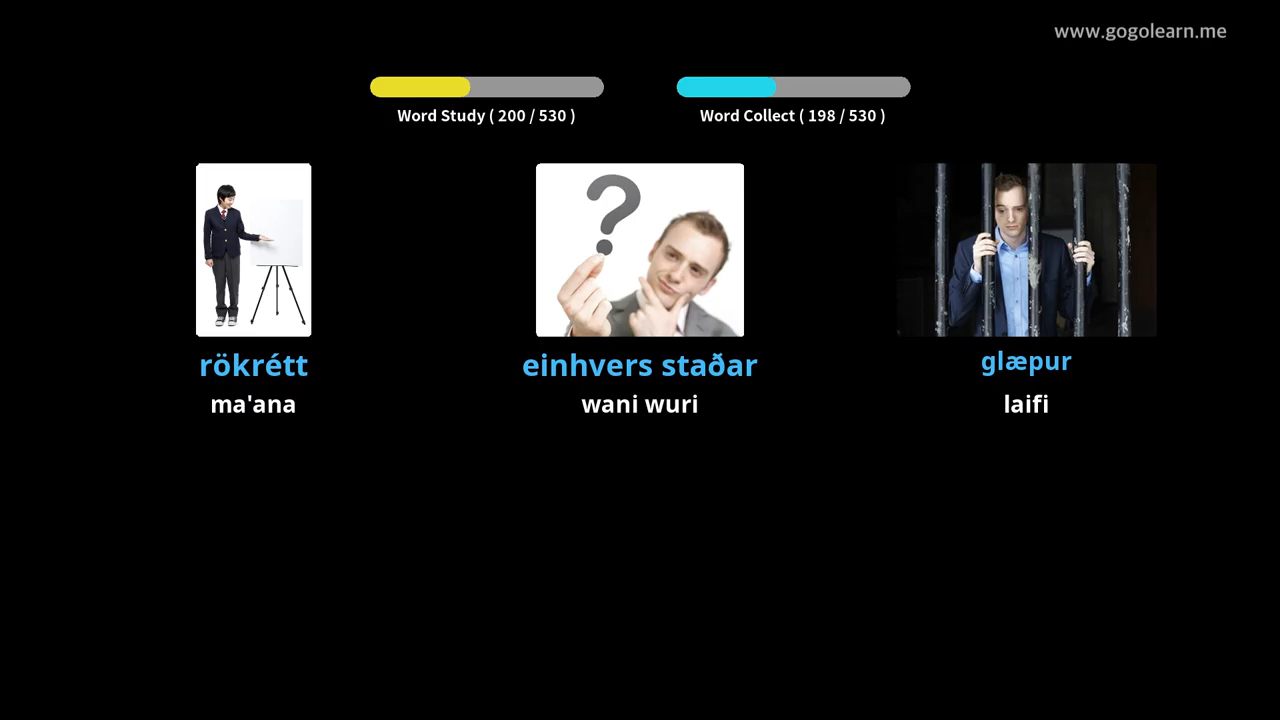 www.gogolearn.me
Word Study ( 200 / 530 )
Word Collect ( 198 / 530 )
?
rökrétt
einhvers staðar
glæpur
ma'ana
wani wuri
laifi